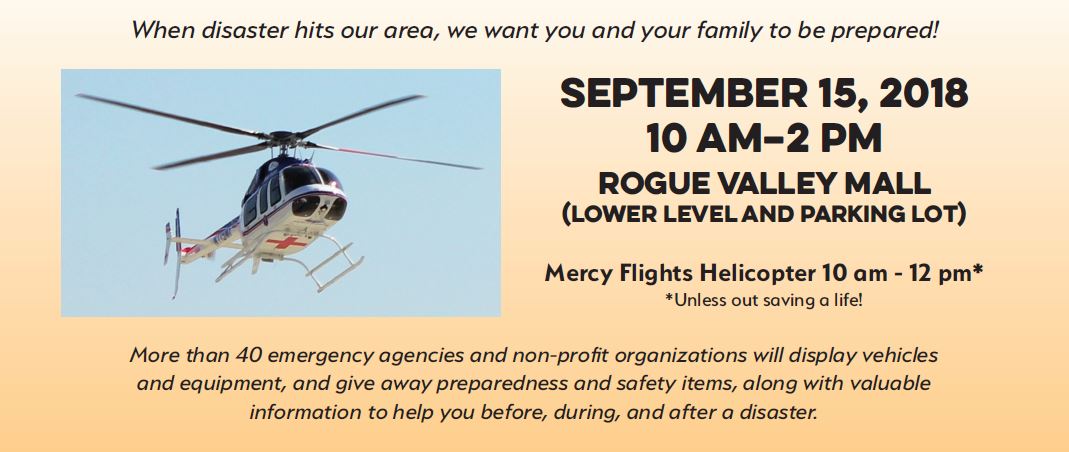 When disaster hits our area, we want you and your family to be prepared!
SEPTEMBER 15, 2018
10 AM–2 PM
ROGUE VALLEY MALL
(LOWER LEVEL AND PARKING LOT)
Mercy Flights Helicopter 10 am - 12 pm*
*Unless out saving a life!
More than 40 emergency agencies and non-profit organizations will display vehicles
and equipment, and give away preparedness and safety items, along with valuable
information to help you before, during, and after a disaster.